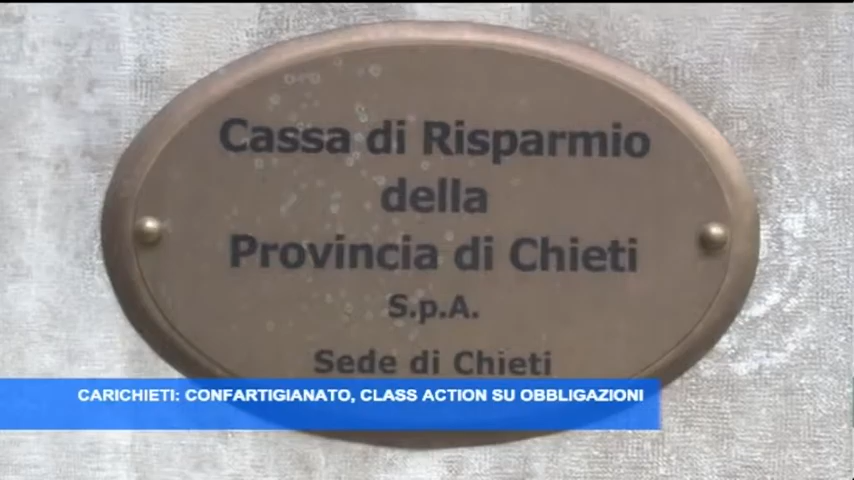 Cassa di Risparmio
della
Provincia di Chieti
S.p.A.
Sede di Chieti
CARICHIETI: CONFARTIGIANATO, CLASS ACTION SU OBBLIGAZIONI